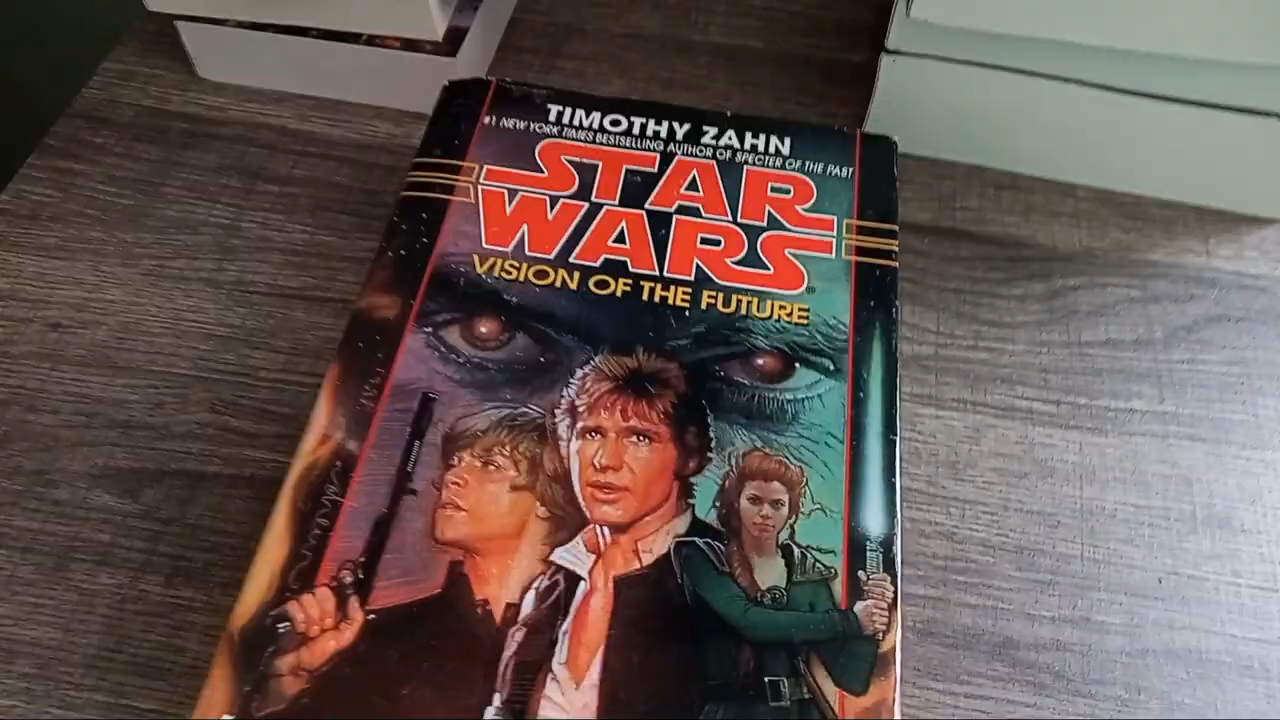 TIMOTHY ZAHN
#1 NEW YORK TIMES BESTSELLING AUTHOR OF SPECTER OF THE PAST
STAR
WARS
VISION OF THE FUTURE